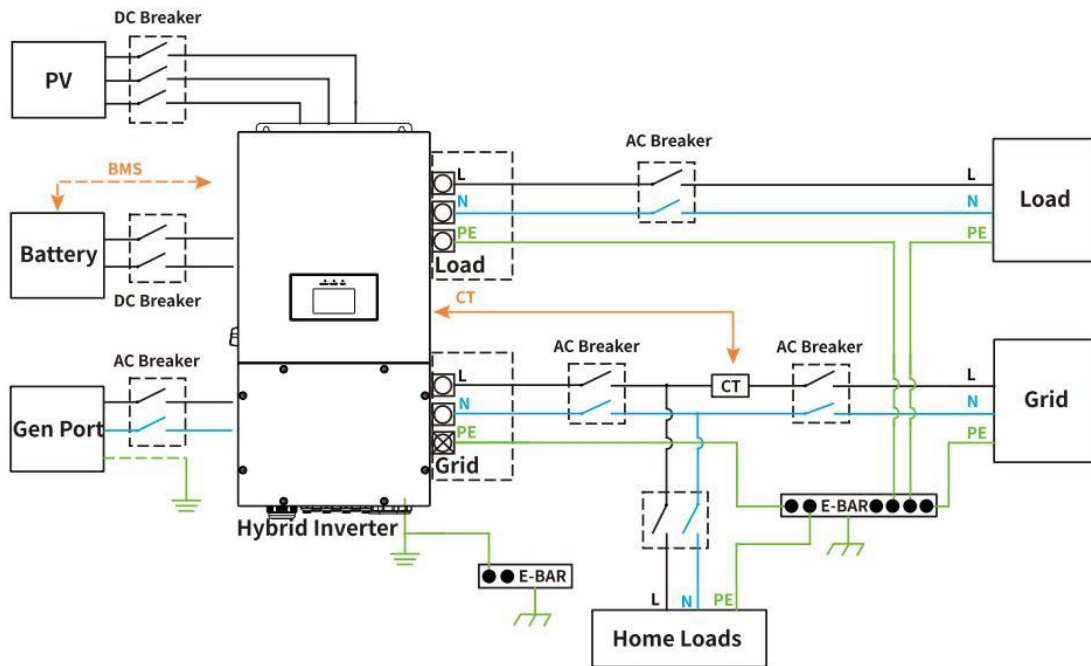 DC Breaker
PV
BMS
Battery
DC Breaker
AC Breaker
Gen Port
Hybrid Inverter
L
N
PE
Load
AC Breaker
L
N
PE
Load
CT
L
N
PE
Grid
AC Breaker
CT
AC Breaker
L
N
PE
Grid
E-BAR
E-BAR
L
N
PE
Home Loads